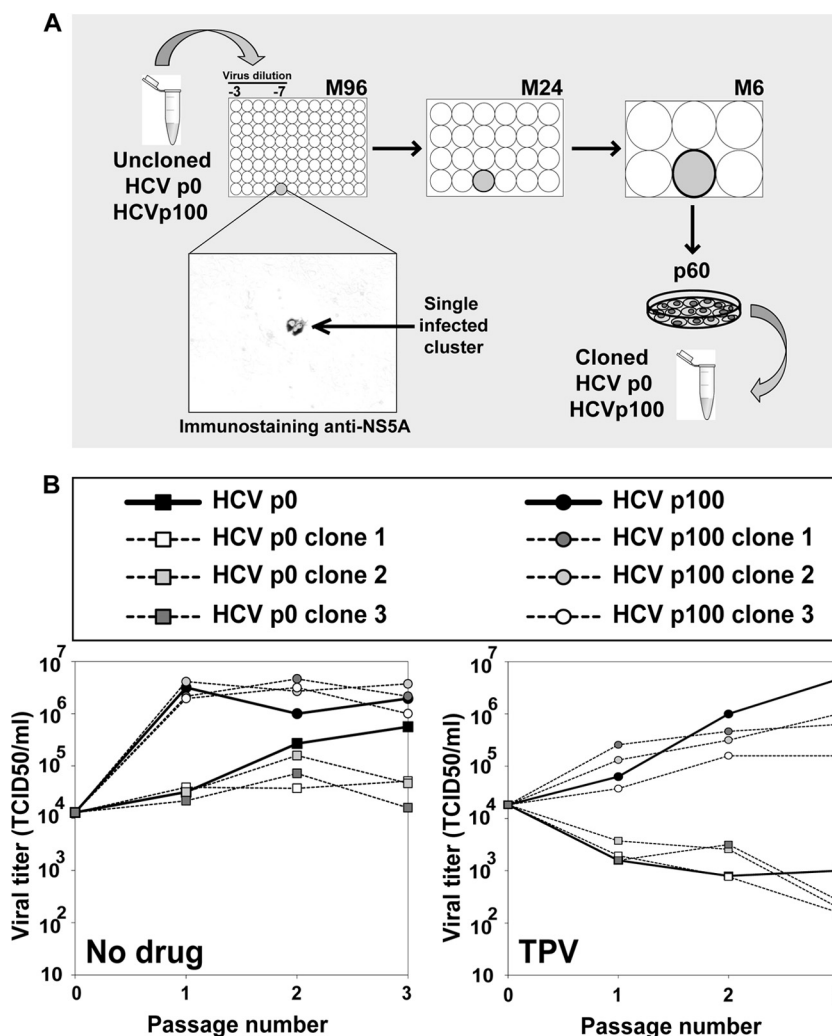 A
Virus dilution
-3 -7
M96
M24
M6
Uncloned
HCV p0
HCVp100
Single
infected
cluster
Immunostaining anti-NS5A
p60
Cloned
HCV p0
HCVp100
B
HCV p0
HCV p0 clone 1
HCV p0 clone 2
HCV p0 clone 3
HCV p100
HCV p100 clone 1
HCV p100 clone 2
HCV p100 clone 3
Viral titer (TCID50/ml)
10⁷
10⁶
10⁵
10⁴
10³
10²
10
No drug
0 1 2 3
Passage number
Viral titer (TCID50/ml)
10⁷
10⁶
10⁵
10⁴
10³
10²
10
TPV
0 1 2
Passage number